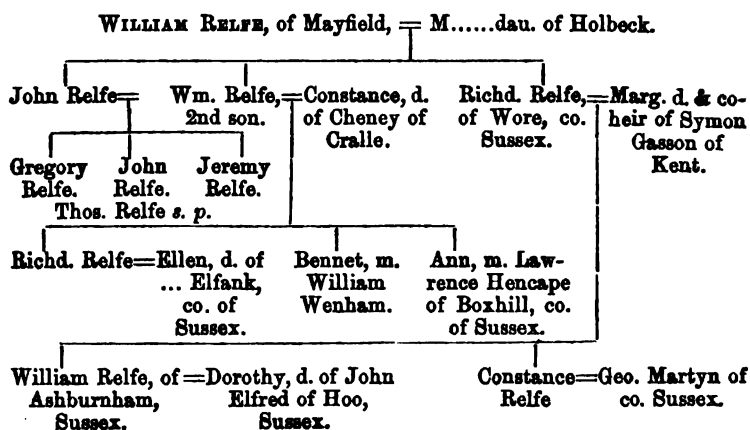 WILLIAM RELFE, of Mayfield, = M......dau. of Holbeck.
John Relfe= Wm. Relfe,=Constance, d. Richd. Relfe,=Marg. d. & co-
2nd son. of Cheney of of Wore, co. heir of Symon
Cralle. Sussex. Gasson of
Kent.
Gregory John Jeremy
Relfe. Relfe. Relfe.
Thos. Relfe s. p.
Richd. Relfe=Ellen, d. of Bennet, m. Ann, m. Law-
... Elfank, William rence Hencape
co. of Wenham. of Boxhill, co.
Sussex. of Sussex.
William Relfe, of =Dorothy, d. of John Constance=Geo. Martyn of
Ashburnham, Elfred of Hoo, Relfe co. Sussex.
Sussex. Sussex.